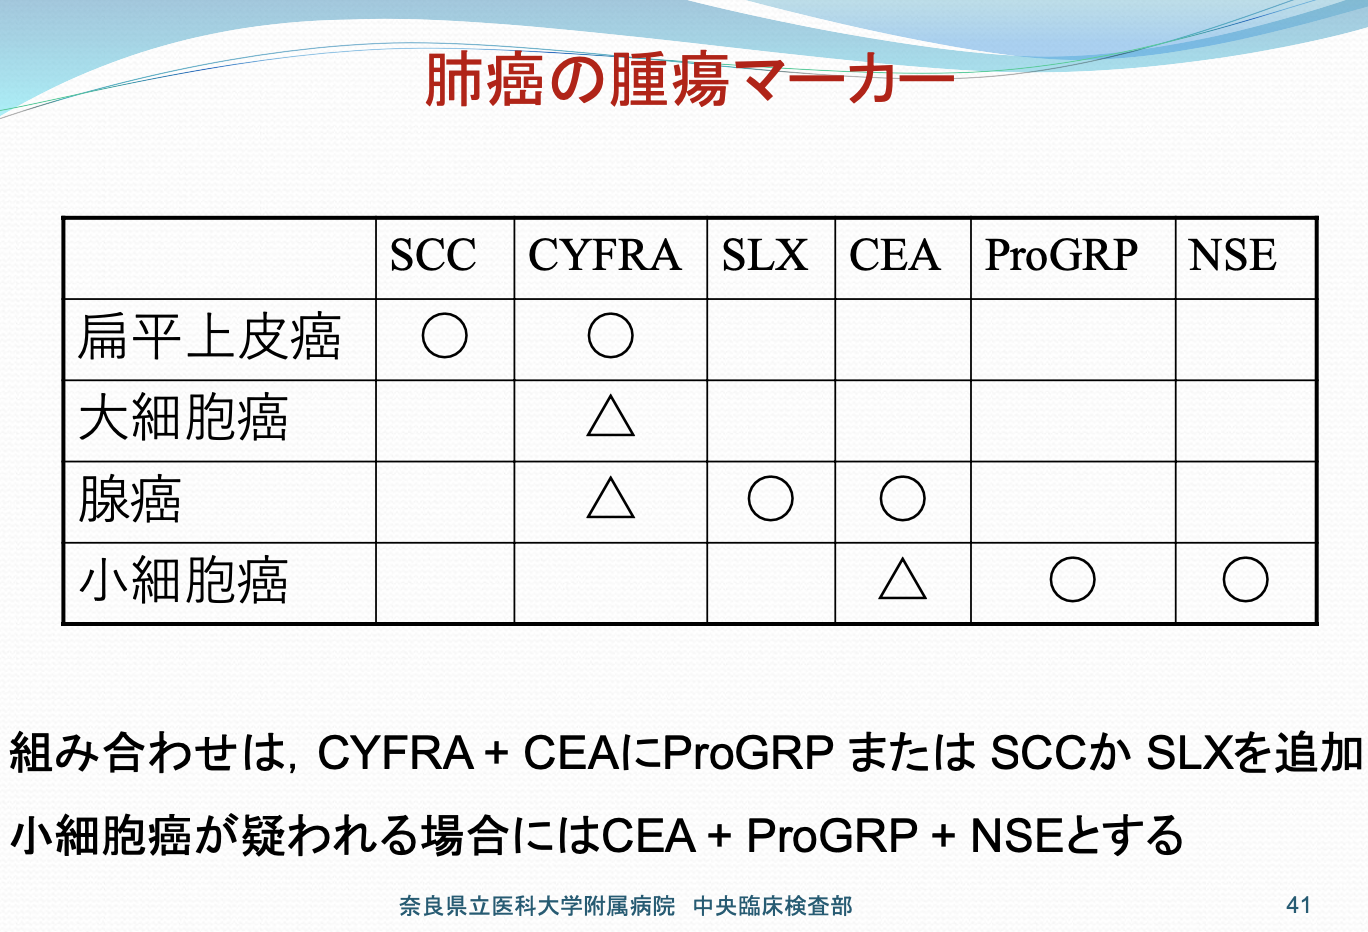 肺癌の腫瘍マーカー
SCC CYFRA SLX CEA ProGRP NSE
扁平上皮癌 ○ ○
大細胞癌 △
腺癌 △ ○ ○
小細胞癌 △ ○ ○
組み合わせは，CYFRA + CEAにProGRP または SCCか SLXを追加
小細胞癌が疑われる場合にはCEA + ProGRP + NSEとする
奈良県立医科大学附属病院　中央臨床検査部
41